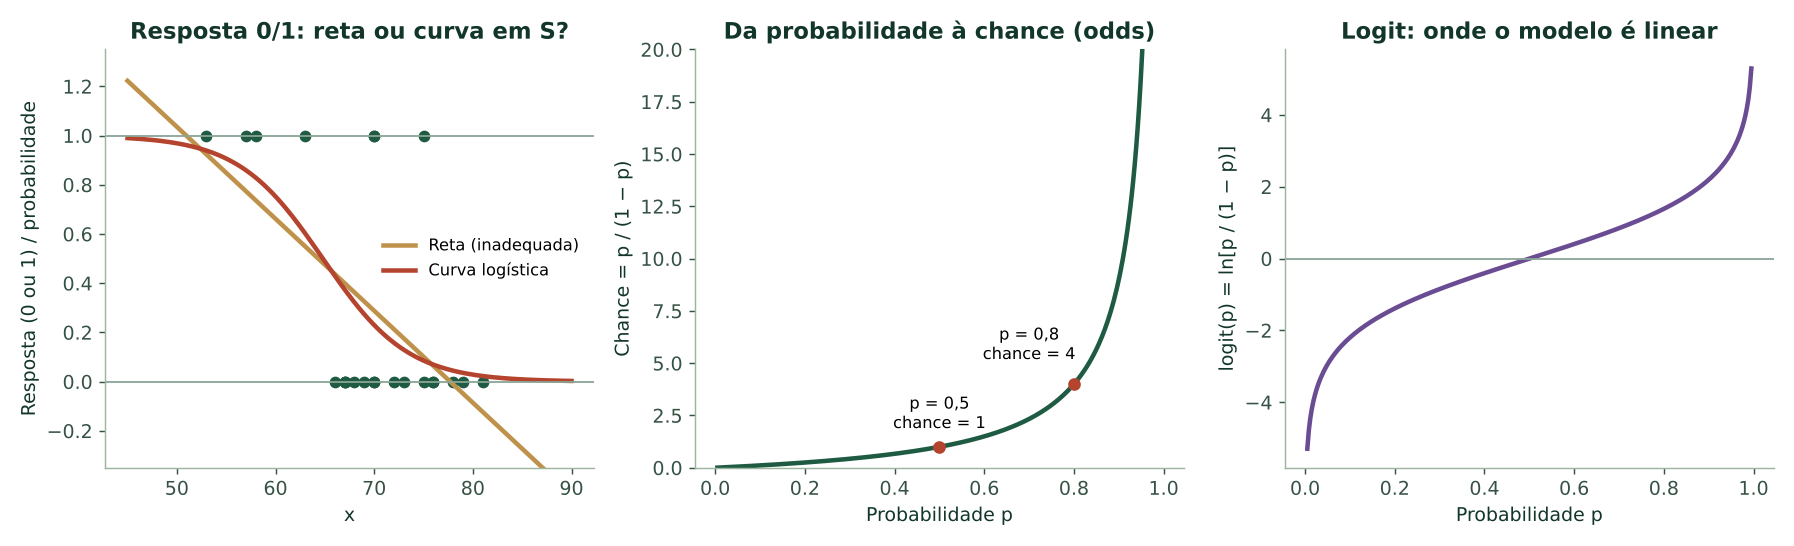 Resposta 0/1: reta ou curva em S?
Resposta (0 ou 1) / probabilidade
1.2
1.0
0.8
0.6
0.4
0.2
0.0
−0.2
Reta (inadequada)
Curva logística
50
60
70
80
90
x
Da probabilidade à chance (odds)
Chance = p / (1 − p)
20.0
17.5
15.0
12.5
10.0
7.5
5.0
2.5
0.0
p = 0,8
chance = 4
p = 0,5
chance = 1
0.0
0.2
0.4
0.6
0.8
1.0
Probabilidade p
Logit: onde o modelo é linear
logit(p) = ln[p / (1 − p)]
4
2
0
−2
−4
0.0
0.2
0.4
0.6
0.8
1.0
Probabilidade p